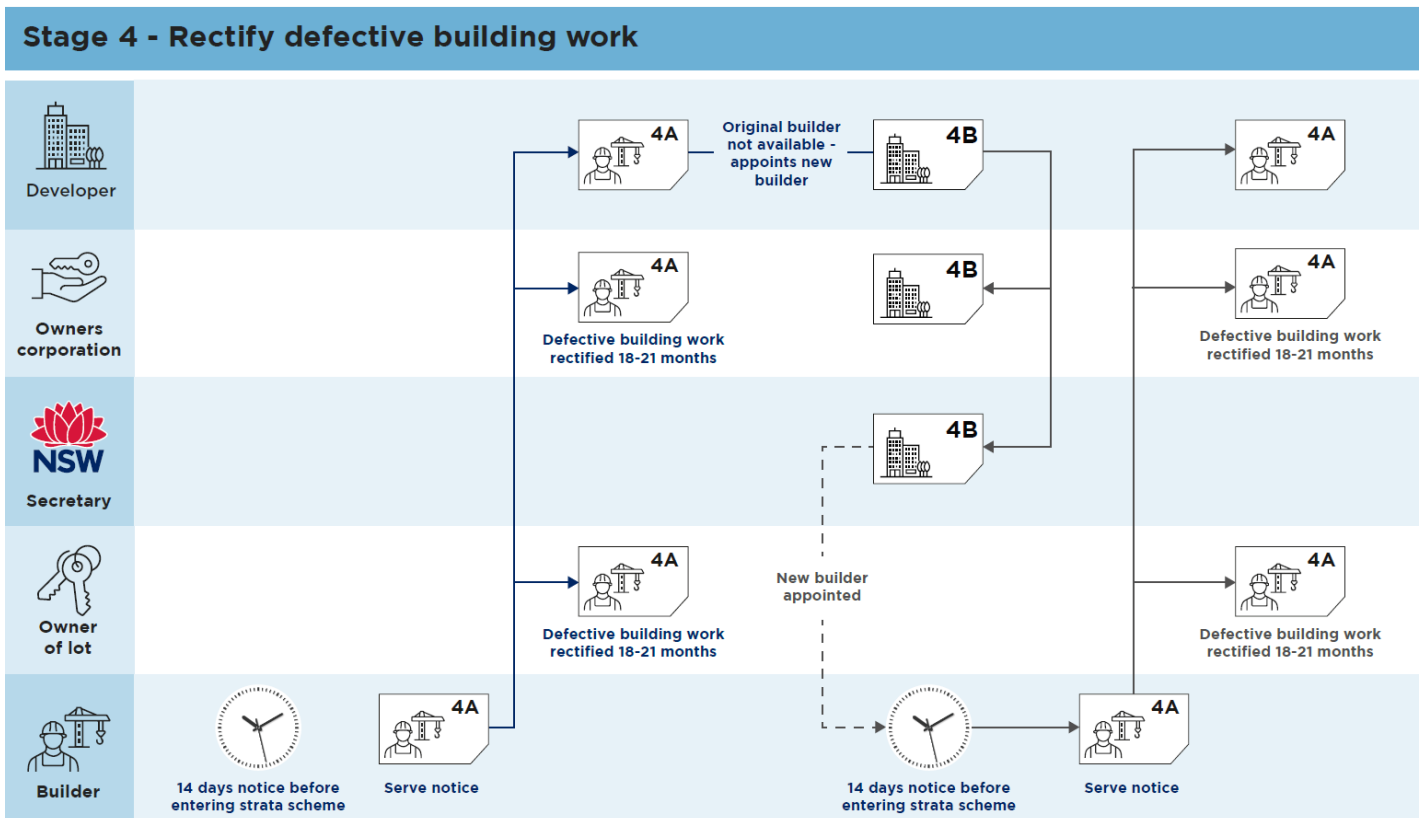 Stage 4 - Rectify defective building work
Developer
4A
Original builder
not available -
appoints new
builder
4B
4A
Owners
corporation
4A
Defective building work
rectified 18-21 months
4B
4A
Defective building work
rectified 18-21 months
NSW
Secretary
4B
Owner
of lot
4A
Defective building work
rectified 18-21 months
New builder
appointed
4A
Defective building work
rectified 18-21 months
Builder
14 days notice before
entering strata scheme
4A
Serve notice
14 days notice before
entering strata scheme
4A
Serve notice